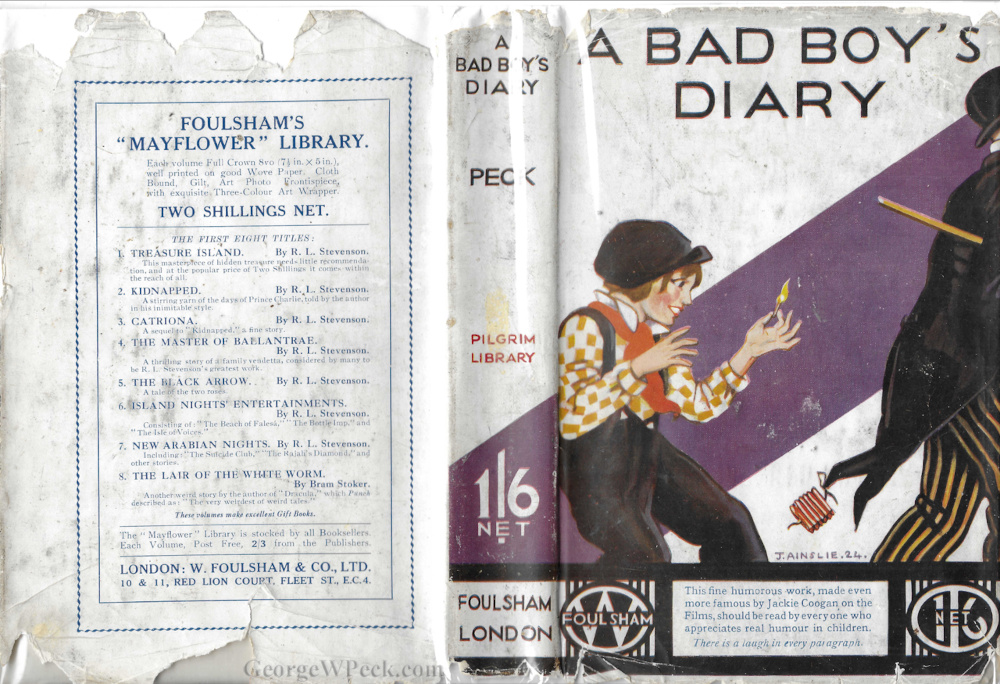 FOULSHAM'S
"MAYFLOWER" LIBRARY.
Each volume Full Crown 8vo (7½ in. × 5 in.),
well printed on good Wove Paper. Cloth
Bound, Gilt, Art Photo Frontispiece,
with exquisite Three-Colour Art Wrapper.
TWO SHILLINGS NET.
THE FIRST EIGHT TITLES:
1. TREASURE ISLAND. By R. L. Stevenson.
This masterpiece of hidden treasure needs little recommenda-
tion, and at the popular price of Two Shillings it comes within
the reach of all.
2. KIDNAPPED. By R. L. Stevenson.
A stirring yarn of the days of Prince Charlie, told by the author
in his inimitable style.
3. CATRIONA. By R. L. Stevenson.
A sequel to "Kidnapped," a fine story.
4. THE MASTER OF BALLANTRAE.
By R. L. Stevenson.
A thrilling story of a family vendetta, considered by many to
be R. L. Stevenson's greatest work.
5. THE BLACK ARROW. By R. L. Stevenson.
A tale of the two roses.
6. ISLAND NIGHTS' ENTERTAINMENTS.
By R. L. Stevenson.
Consisting of: "The Beach of Falesa," "The Bottle Imp," and
"The Isle of Voices."
7. NEW ARABIAN NIGHTS. By R. L. Stevenson.
Including: "The Suicide Club," "The Rajah's Diamond," and
other stories.
8. THE LAIR OF THE WHITE WORM.
By Bram Stoker.
Another weird story by the author of "Dracula," which Punch
described as: "The very weirdest of weird tales."
These volumes make excellent Gift Books.
The "Mayflower" Library is stocked by all Booksellers.
Each Volume, Post Free, 2/3 from the Publishers.
LONDON: W. FOULSHAM & CO., LTD.
10 & 11, RED LION COURT, FLEET ST., E.C.4.
GeorgeWPeck.com
A
BAD BOY'S
DIARY
PECK
PILGRIM
LIBRARY
1/6
NET
FOULSHAM
LONDON
A BAD BOY'S
DIARY
J. AINSLIE. 24.
FOULSHAM
W
This fine humorous work, made even
more famous by Jackie Coogan on the
Films, should be read by every one who
appreciates real humour in children.
There is a laugh in every paragraph.
1/6
NET